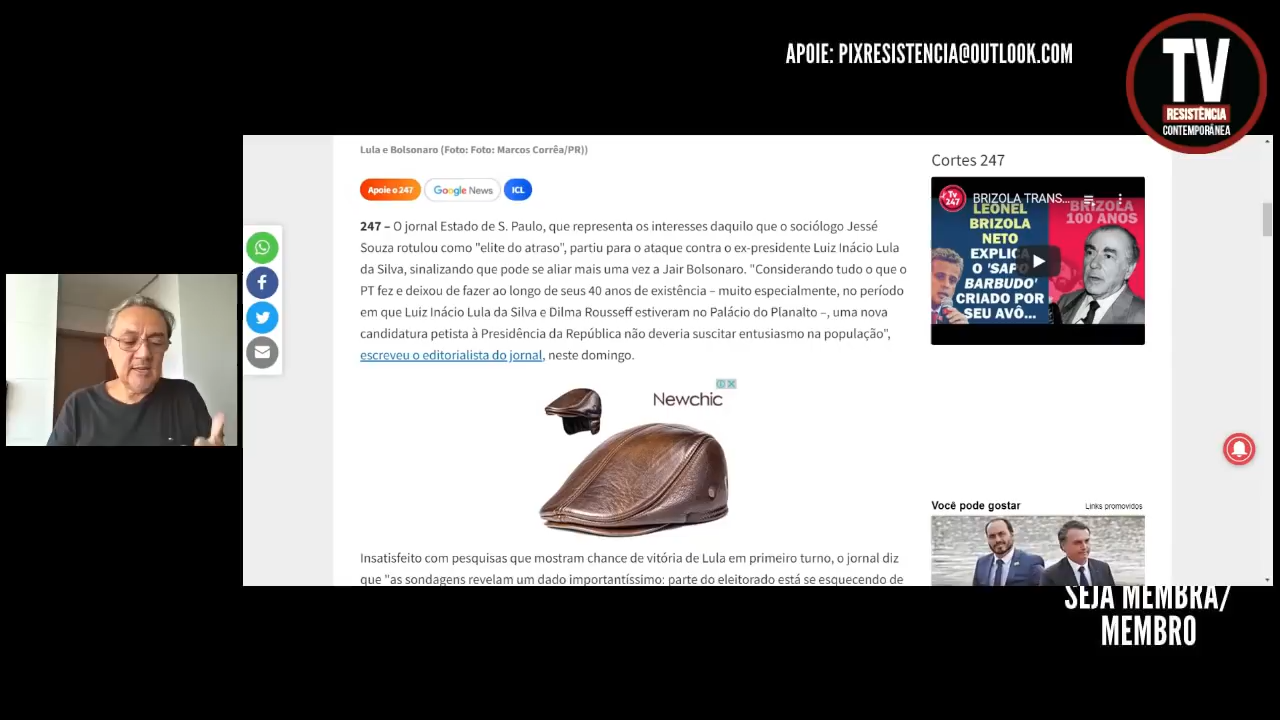 APOIE: PIXRESISTENCIA@OUTLOOK.COM
TV
RESISTÊNCIA
CONTEMPORÂNEA
Lula e Bolsonaro (Foto: Foto: Marcos Corrêa/PR))
Apoie o 247
Google News
ICL
247 – O jornal Estado de S. Paulo, que representa os interesses daquilo que o sociólogo Jessé
Souza rotulou como "elite do atraso", partiu para o ataque contra o ex-presidente Luiz Inácio Lula
da Silva, sinalizando que pode se aliar mais uma vez a Jair Bolsonaro. "Considerando tudo o que o
PT fez e deixou de fazer ao longo de seus 40 anos de existência – muito especialmente, no período
em que Luiz Inácio Lula da Silva e Dilma Rousseff estiveram no Palácio do Planalto –, uma nova
candidatura petista à Presidência da República não deveria suscitar entusiasmo na população",
escreveu o editorialista do jornal, neste domingo.
Newchic
Insatisfeito com pesquisas que mostram chance de vitória de Lula em primeiro turno, o jornal diz
que "as sondagens revelam um dado importantíssimo: parte do eleitorado está se esquecendo de
Cortes 247
TV
247
BRIZOLA TRANS...
LEONEL
BRIZOLA
NETO
EXPLICA
O 'SAPO
BARBUDO'
CRIADO POR
SEU AVÔ...
BRIZOLA
100 ANOS
Você pode gostar
Links promovidos
SEJA MEMBRA/
MEMBRO